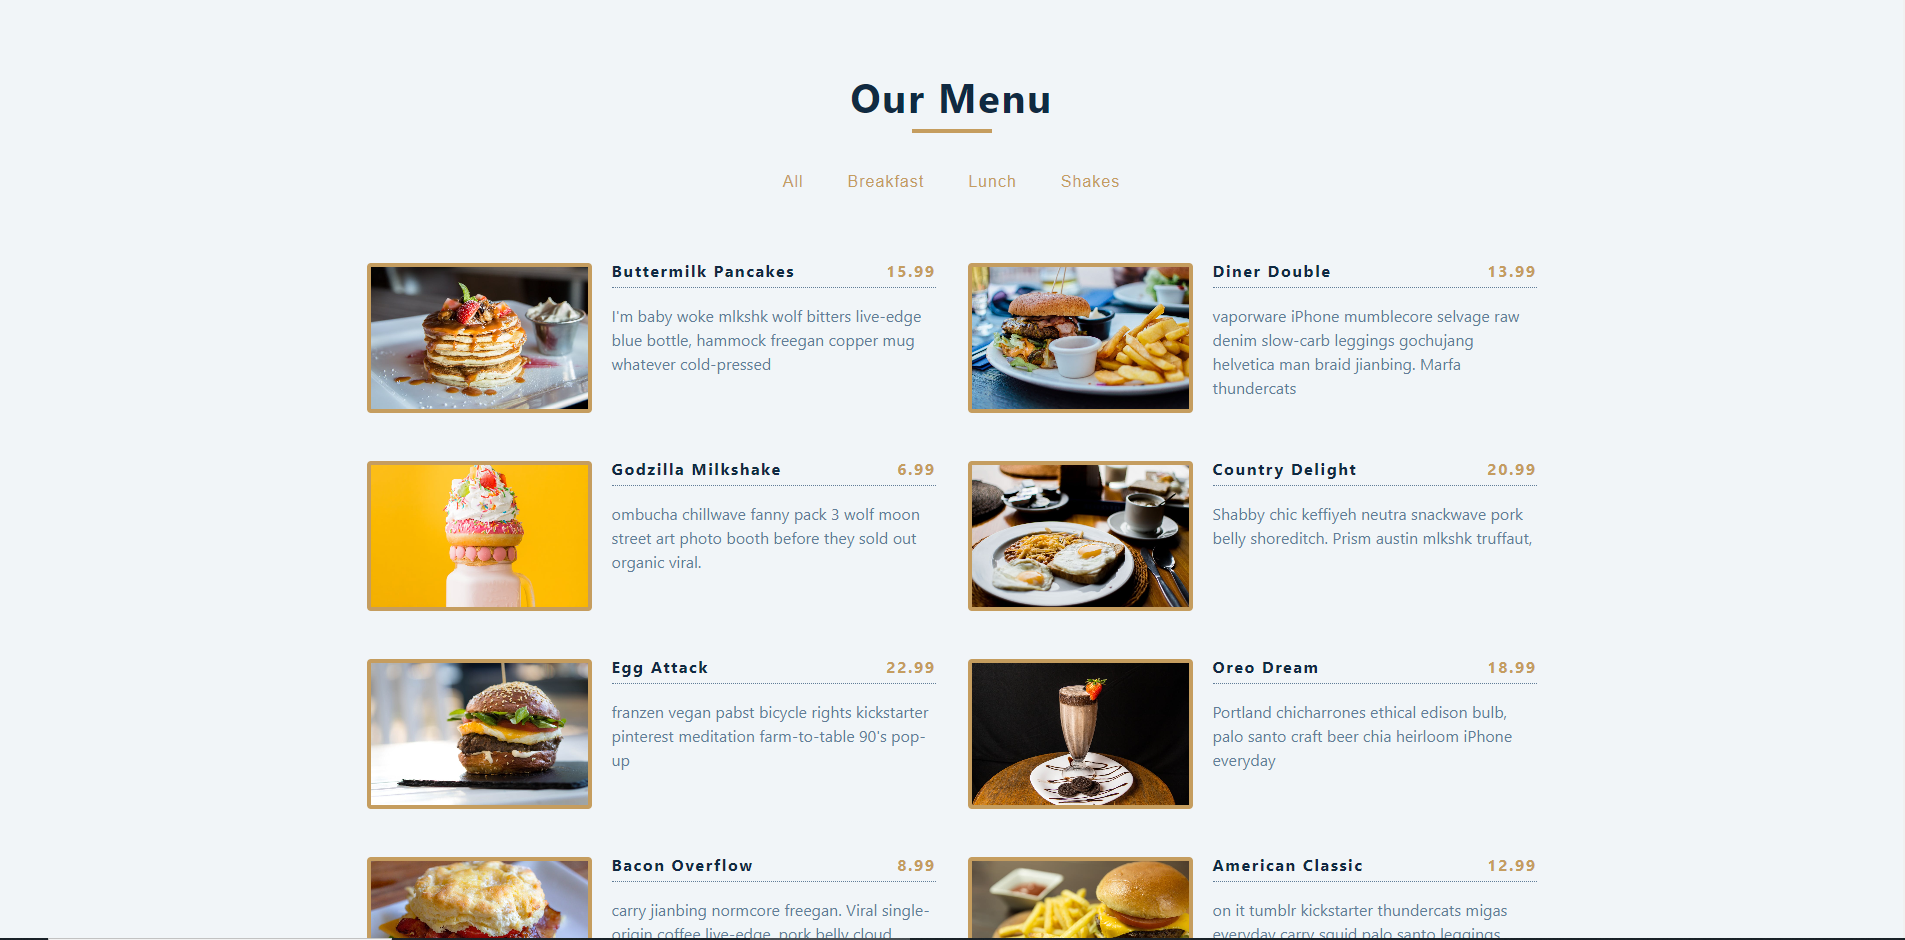 Our Menu
All Breakfast Lunch Shakes
Buttermilk Pancakes 15.99
I'm baby woke mlkshk wolf bitters live-edge
blue bottle, hammock freegan copper mug
whatever cold-pressed
Diner Double 13.99
vaporware iPhone mumblecore selvage raw
denim slow-carb leggings gochujang
helvetica man braid jianbing. Marfa
thundercats
Godzilla Milkshake 6.99
ombucha chillwave fanny pack 3 wolf moon
street art photo booth before they sold out
organic viral.
Country Delight 20.99
Shabby chic keffiyeh neutra snackwave pork
belly shoreditch. Prism austin mlkshk truffaut,
Egg Attack 22.99
franzen vegan pabst bicycle rights kickstarter
pinterest meditation farm-to-table 90's pop-
up
Oreo Dream 18.99
Portland chicharrones ethical edison bulb,
palo santo craft beer chia heirloom iPhone
everyday
Bacon Overflow 8.99
carry jianbing normcore freegan. Viral single-
origin coffee live-edge, pork belly cloud
American Classic 12.99
on it tumblr kickstarter thundercats migas
everyday carry squid palo santo leggings